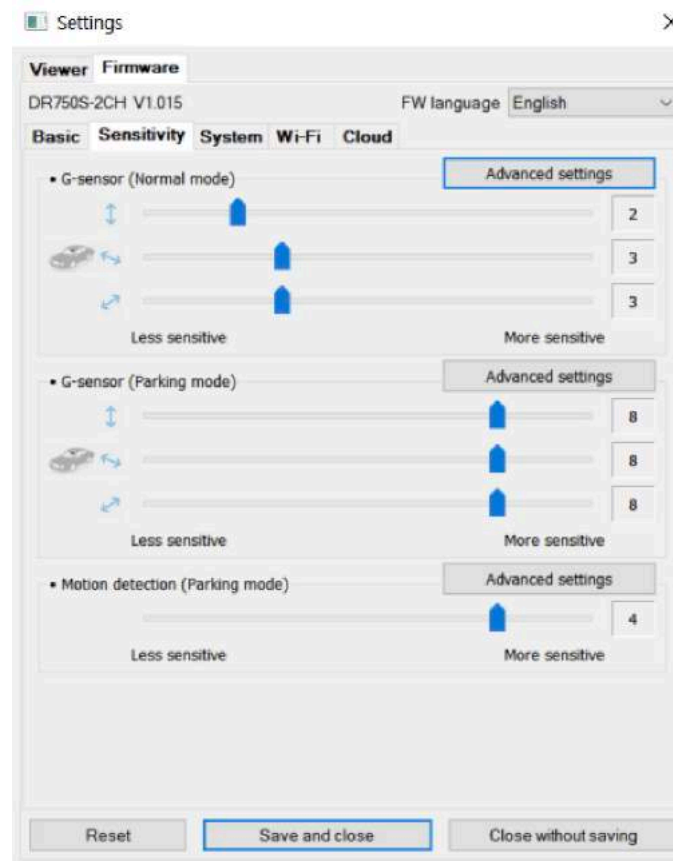 Settings
Viewer Firmware
DR750S-2CH V1.015 FW language English
Basic Sensitivity System Wi-Fi Cloud
• G-sensor (Normal mode) Advanced settings
2
3
3
Less sensitive More sensitive
• G-sensor (Parking mode) Advanced settings
8
8
8
Less sensitive More sensitive
• Motion detection (Parking mode) Advanced settings
4
Less sensitive More sensitive
Reset Save and close Close without saving